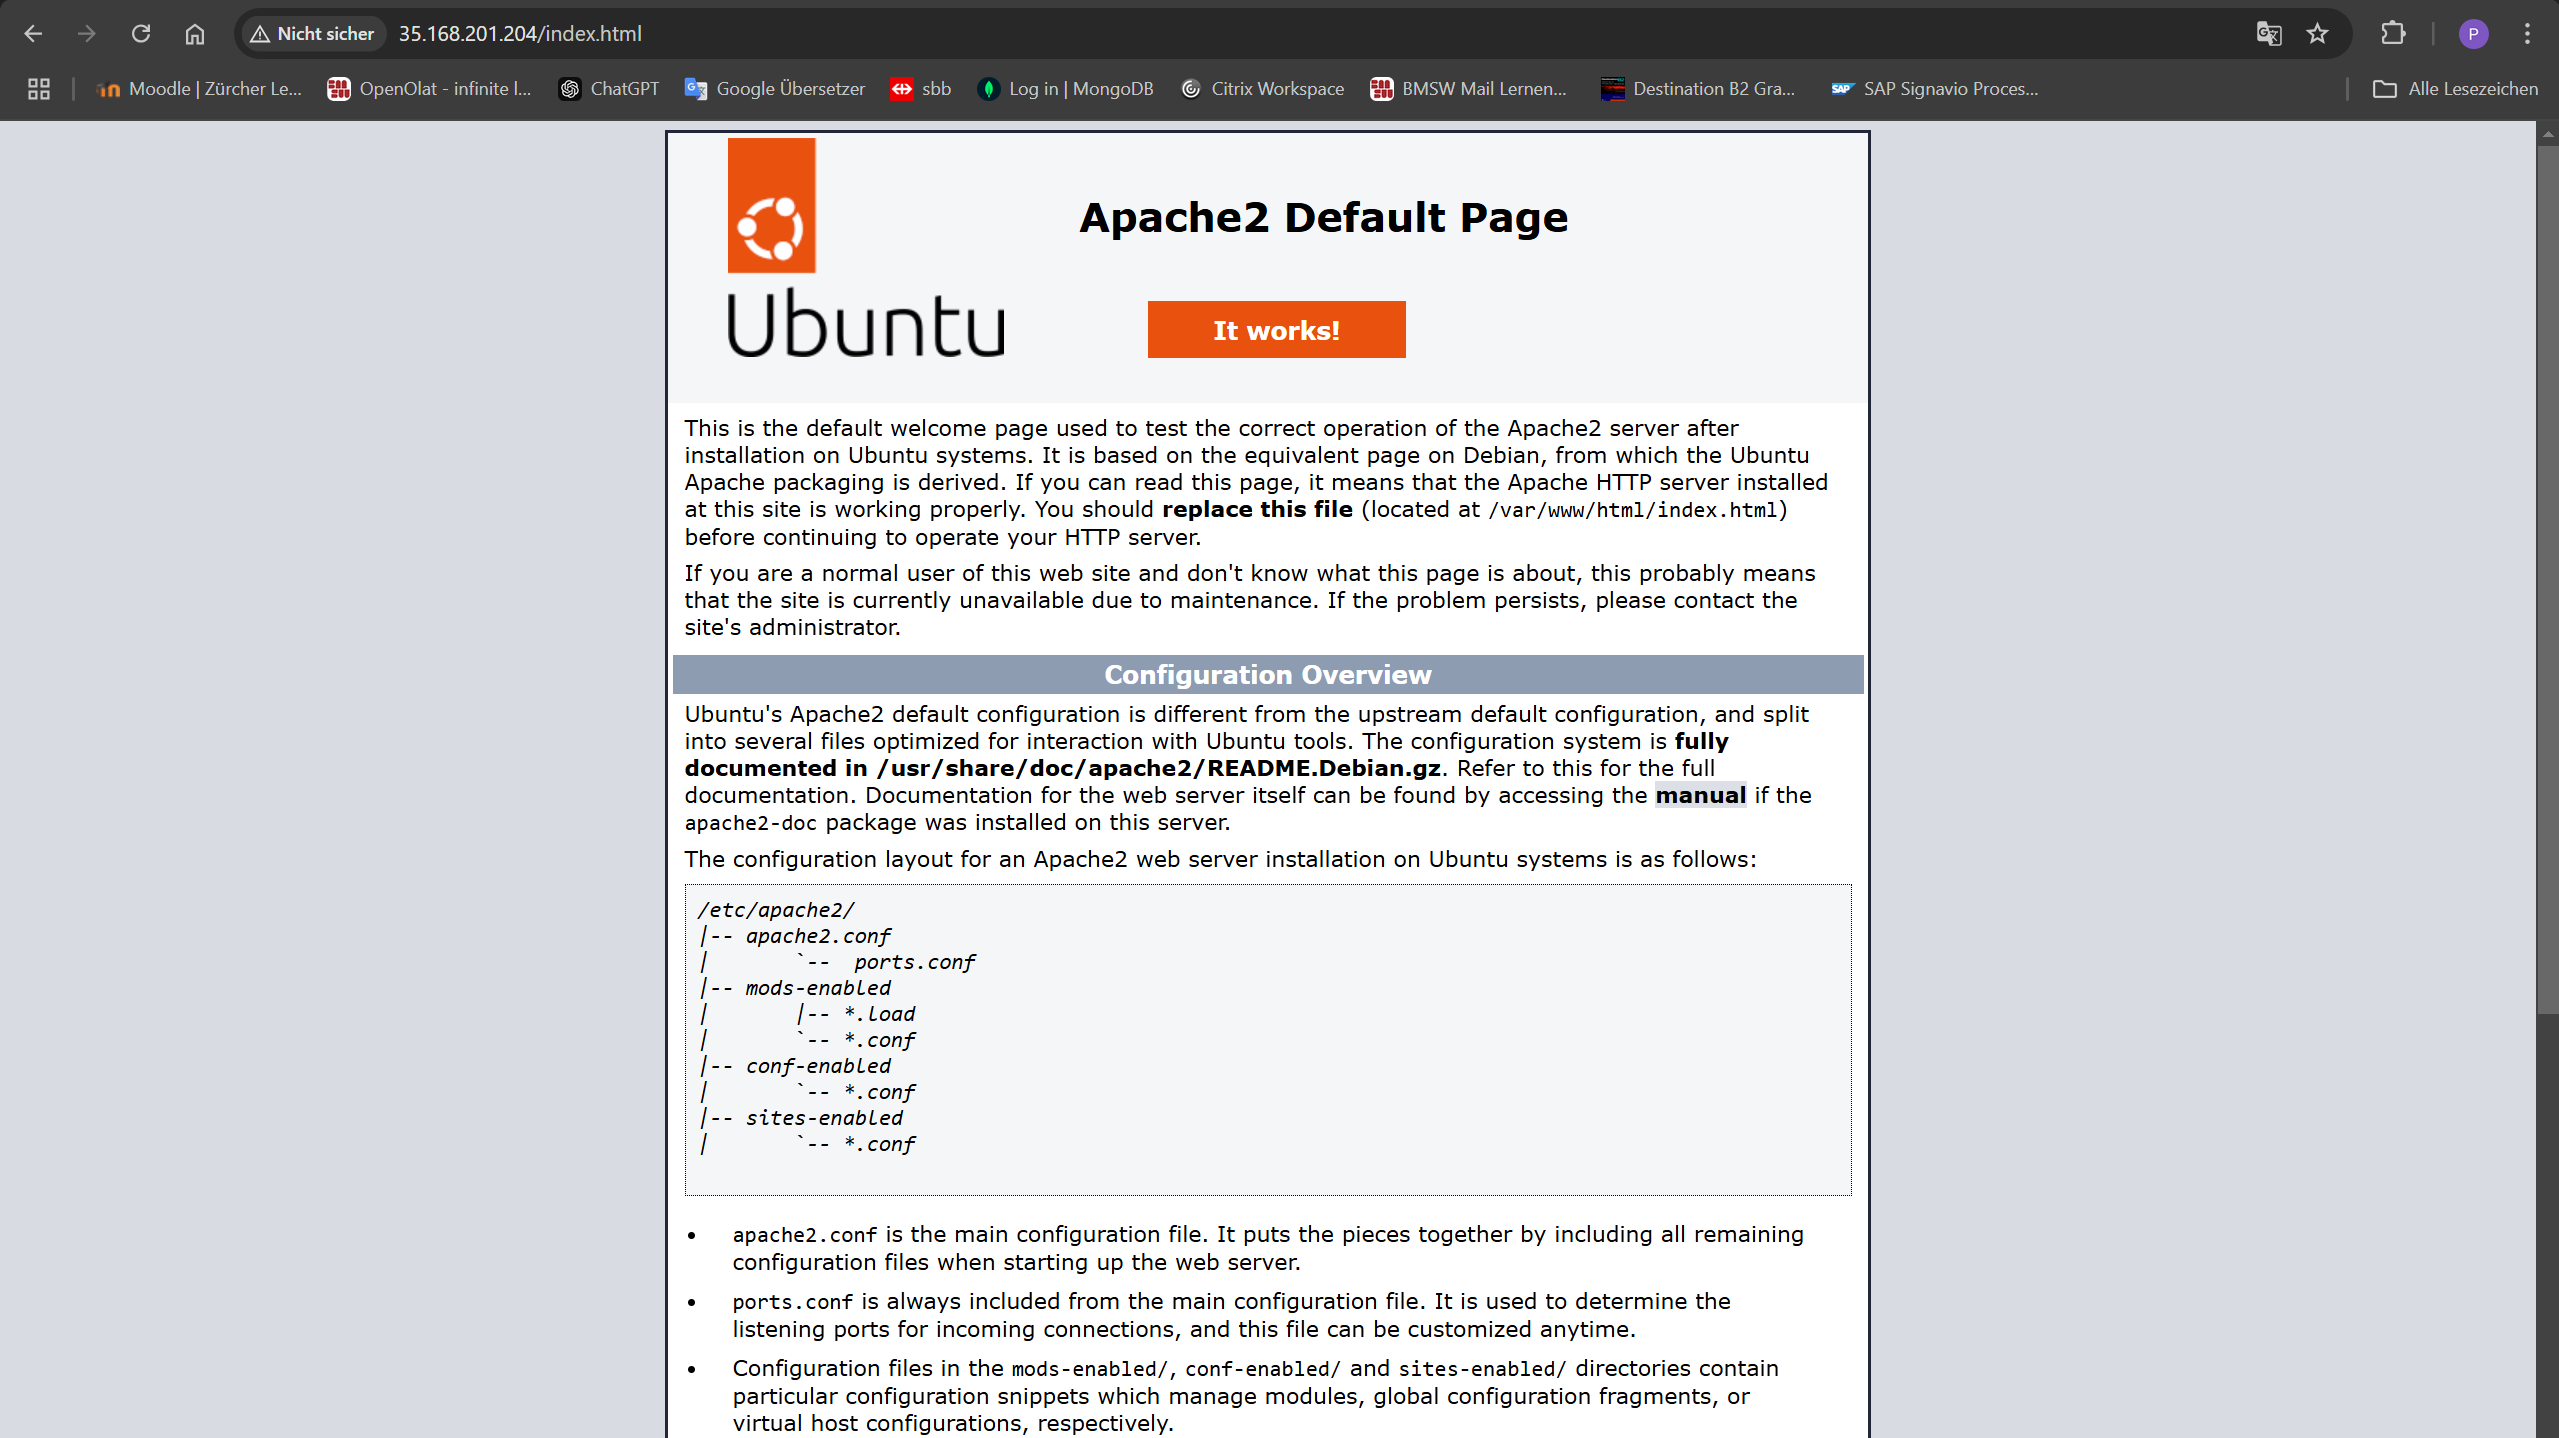 Nicht sicher 35.168.201.204/index.html P
Moodle | Zürcher Le... OpenOlat - infinite l... ChatGPT Google Übersetzer sbb Log in | MongoDB Citrix Workspace BMSW Mail Lernen... Destination B2 Gra... SAP Signavio Proces... Alle Lesezeichen
Apache2 Default Page
Ubuntu
It works!
This is the default welcome page used to test the correct operation of the Apache2 server after
installation on Ubuntu systems. It is based on the equivalent page on Debian, from which the Ubuntu
Apache packaging is derived. If you can read this page, it means that the Apache HTTP server installed
at this site is working properly. You should replace this file (located at /var/www/html/index.html)
before continuing to operate your HTTP server.
If you are a normal user of this web site and don't know what this page is about, this probably means
that the site is currently unavailable due to maintenance. If the problem persists, please contact the
site's administrator.
Configuration Overview
Ubuntu's Apache2 default configuration is different from the upstream default configuration, and split
into several files optimized for interaction with Ubuntu tools. The configuration system is fully
documented in /usr/share/doc/apache2/README.Debian.gz. Refer to this for the full
documentation. Documentation for the web server itself can be found by accessing the manual if the
apache2-doc package was installed on this server.
The configuration layout for an Apache2 web server installation on Ubuntu systems is as follows:
/etc/apache2/
|-- apache2.conf
|       `--  ports.conf
|-- mods-enabled
|       |-- *.load
|       `-- *.conf
|-- conf-enabled
|       `-- *.conf
|-- sites-enabled
|       `-- *.conf
• apache2.conf is the main configuration file. It puts the pieces together by including all remaining
configuration files when starting up the web server.
• ports.conf is always included from the main configuration file. It is used to determine the
listening ports for incoming connections, and this file can be customized anytime.
• Configuration files in the mods-enabled/, conf-enabled/ and sites-enabled/ directories contain
particular configuration snippets which manage modules, global configuration fragments, or
virtual host configurations, respectively.